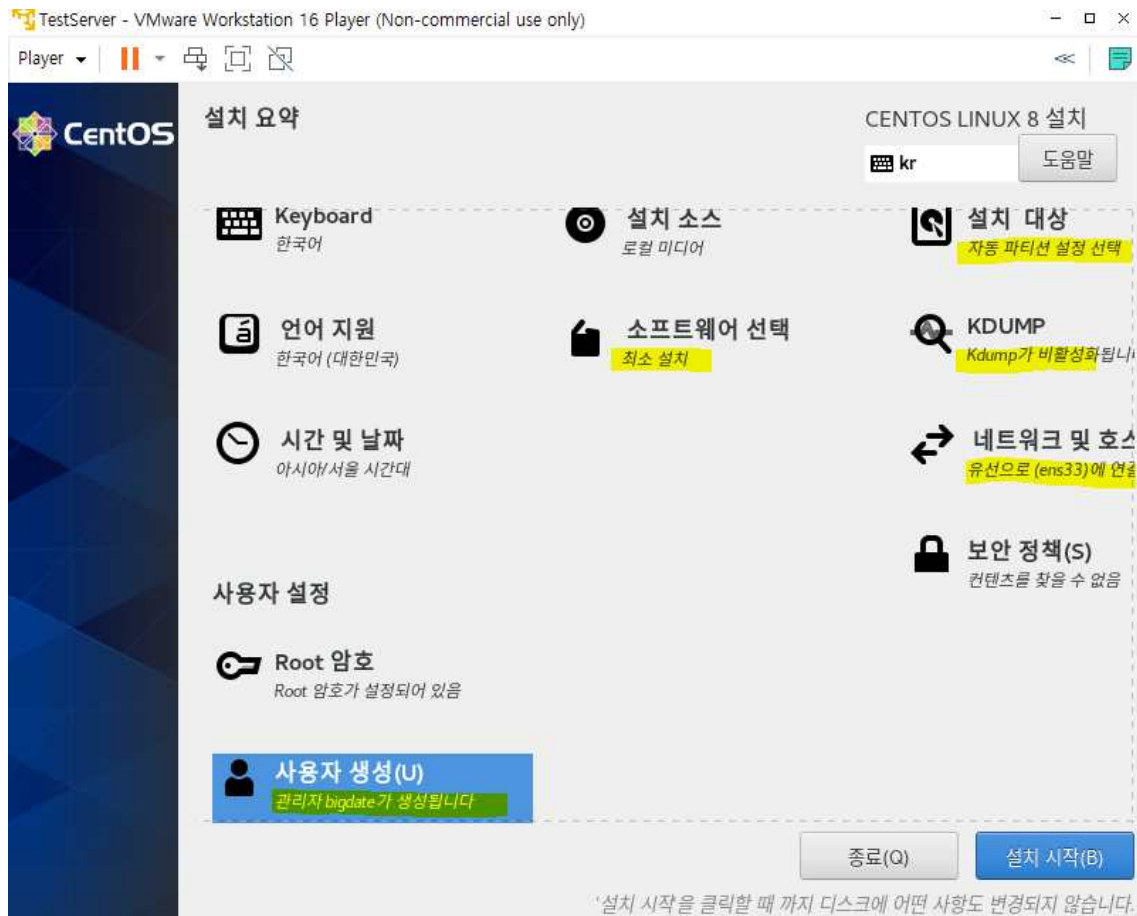 TestServer - VMware Workstation 16 Player (Non-commercial use only)
Player
CentOS
설치 요약
CENTOS LINUX 8 설치
kr
도움말
Keyboard
한국어
설치 소스
로컬 미디어
설치 대상
자동 파티션 설정 선택
언어 지원
한국어 (대한민국)
소프트웨어 선택
최소 설치
KDUMP
Kdump가 비활성화됩니
시간 및 날짜
아시아/서울 시간대
네트워크 및 호스
유선으로 (ens33)에 연결
보안 정책(S)
컨텐츠를 찾을 수 없음
사용자 설정
Root 암호
Root 암호가 설정되어 있음
사용자 생성(U)
관리자 bigdate가 생성됩니다
종료(Q)
설치 시작(B)
'설치 시작'을 클릭할 때 까지 디스크에 어떤 사항도 변경되지 않습니다.